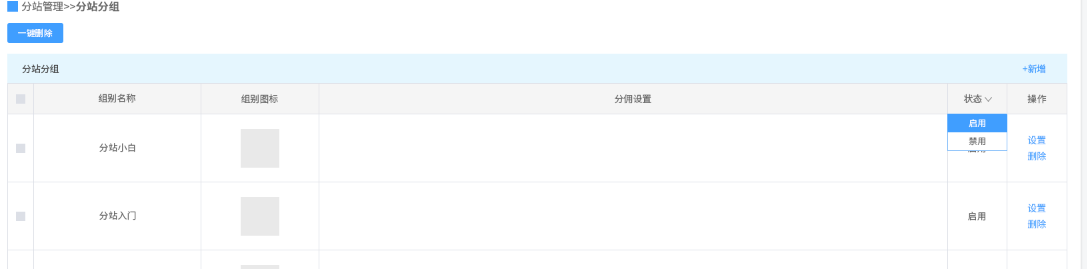 分站管理>>分站分组
一键删除
分站分组 +新增
组别名称 组别图标 分佣设置 状态 操作
启用
禁用
分站小白 设置
删除
分站入门 启用 设置
删除